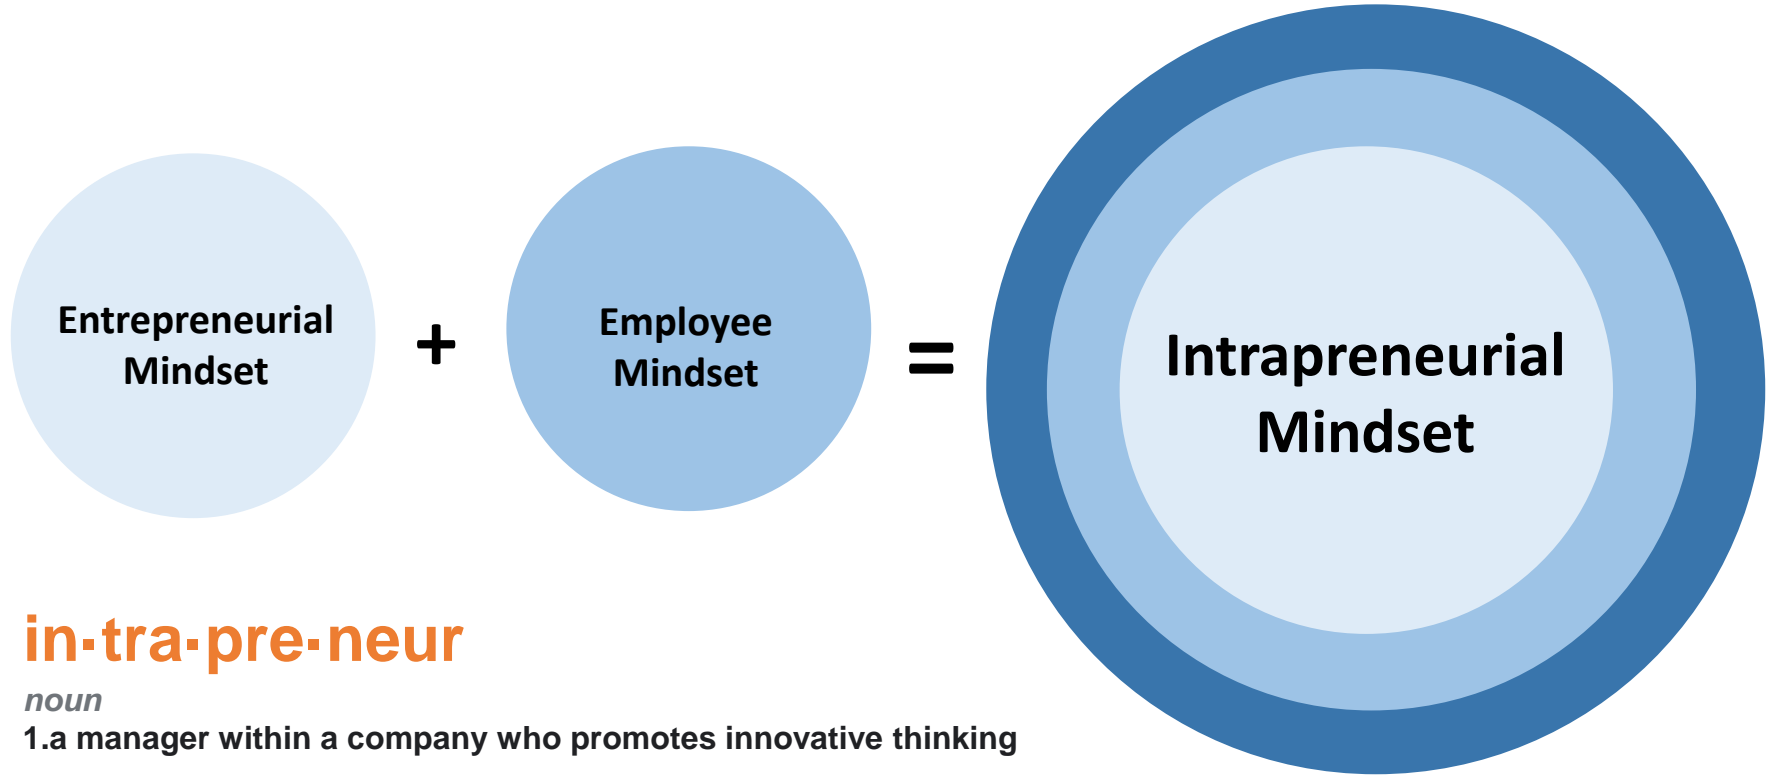 Entrepreneurial
Mindset
+
Employee
Mindset
=
Intrapreneurial
Mindset
in·tra·pre·neur
noun
1.a manager within a company who promotes innovative thinking